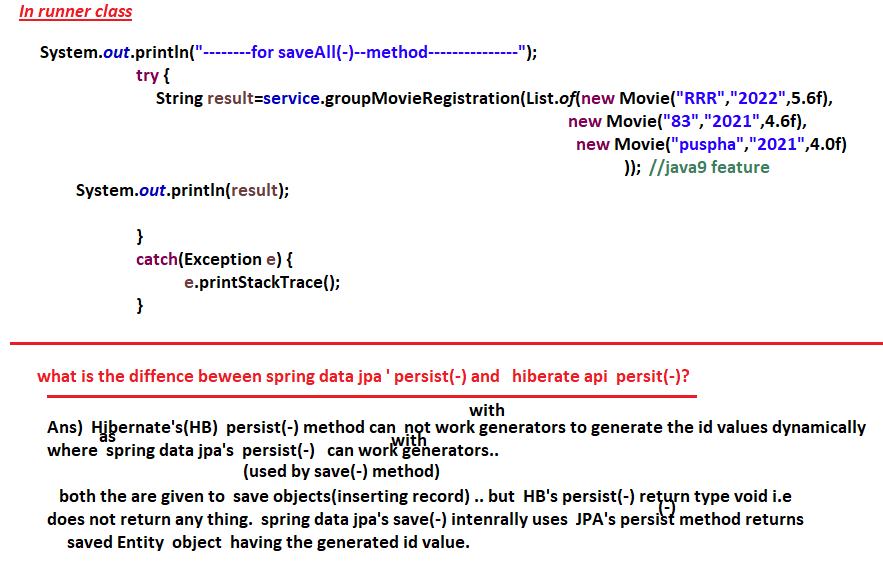 In runner class
System.out.println("--------for saveAll(-)--method---------------");
try {
String result=service.groupMovieRegistration(List.of(new Movie("RRR","2022",5.6f),
new Movie("83","2021",4.6f),
new Movie("puspha","2021",4.0f)
)); //java9 feature
System.out.println(result);
}
catch(Exception e) {
e.printStackTrace();
}
what is the diffence beween spring data jpa ' persist(-) and hiberate api persit(-)?
with
Ans) Hibernate's(HB) persist(-) method can not work generators to generate the id values dynamically
as
with
where spring data jpa's persist(-) can work generators..
(used by save(-) method)
both the are given to save objects(inserting record) .. but HB's persist(-) return type void i.e
(-)
does not return any thing. spring data jpa's save(-) intenrally uses JPA's persist method returns
saved Entity object having the generated id value.